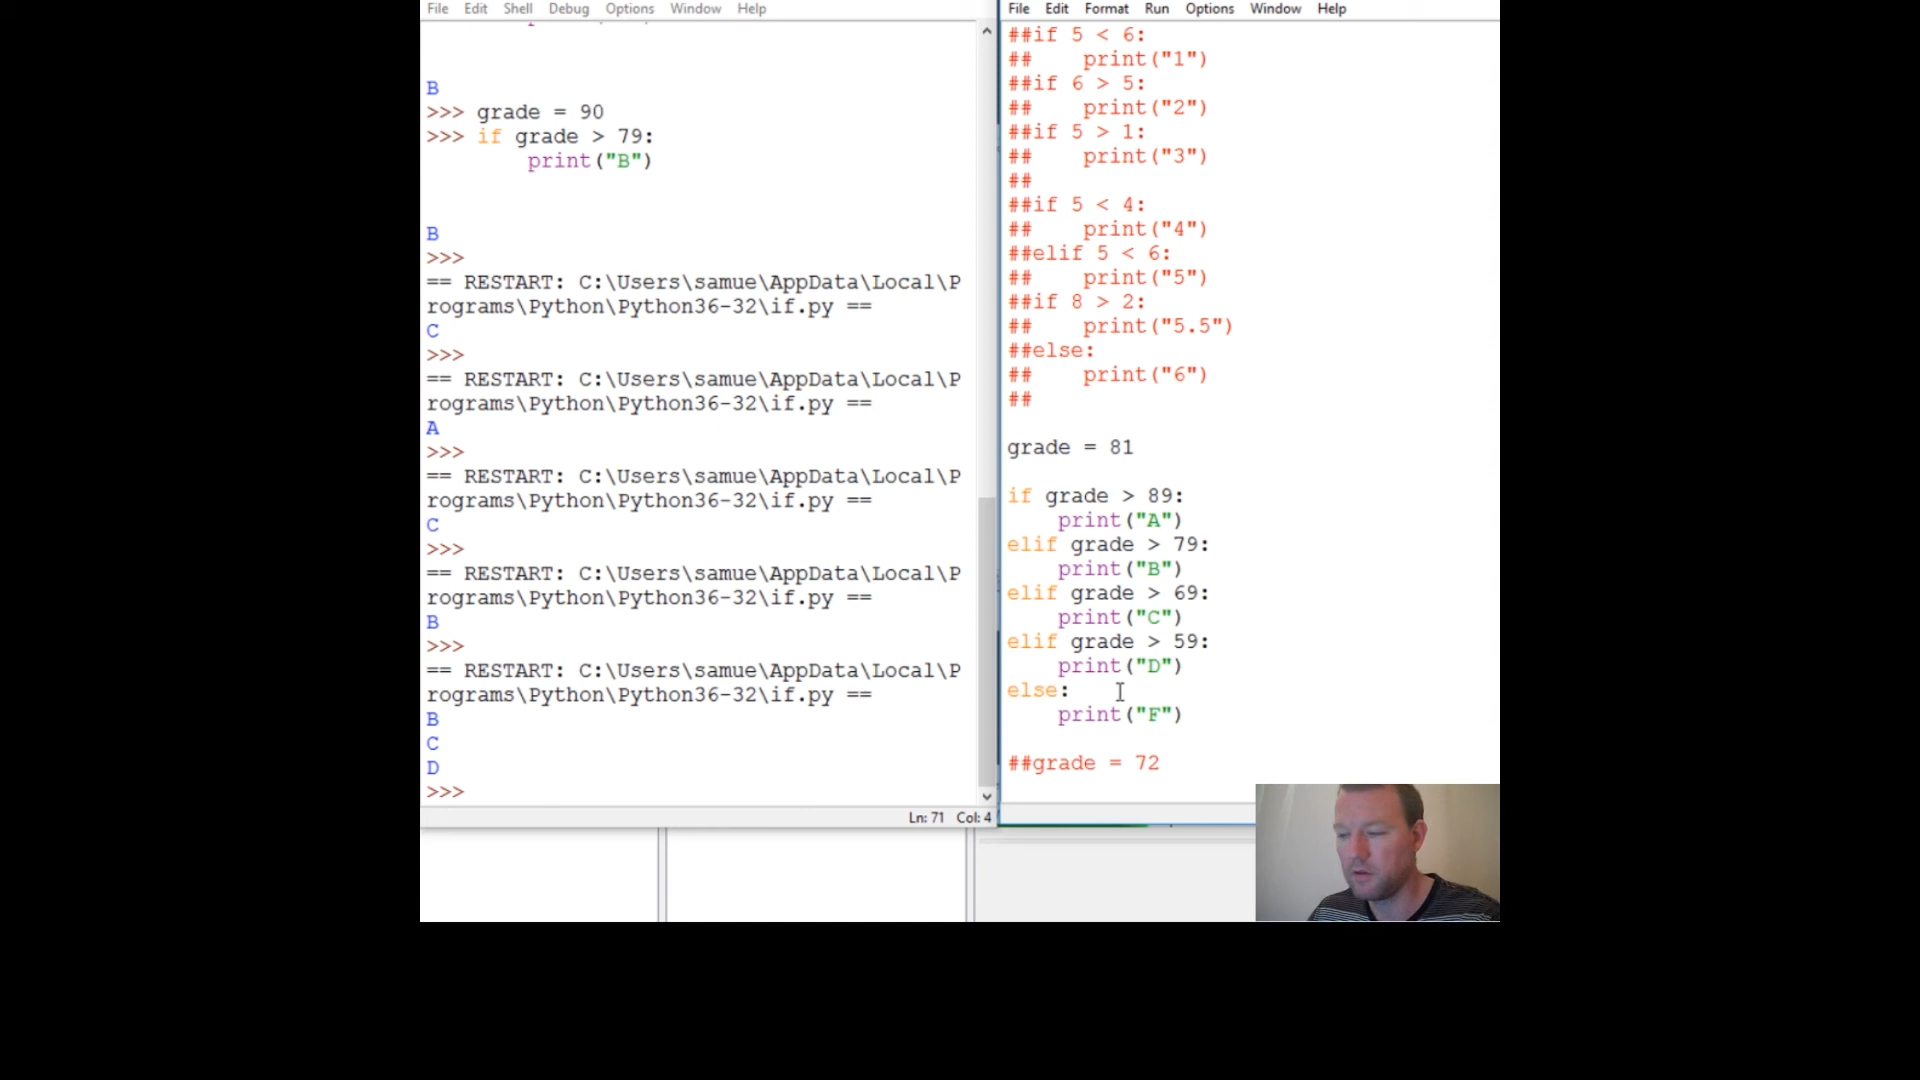 File Edit Shell Debug Options Window Help
B
>>> grade = 90
>>> if grade > 79:
print("B")
B
>>>
== RESTART: C:\Users\samue\AppData\Local\P
rograms\Python\Python36-32\if.py ==
C
>>>
== RESTART: C:\Users\samue\AppData\Local\P
rograms\Python\Python36-32\if.py ==
A
>>>
== RESTART: C:\Users\samue\AppData\Local\P
rograms\Python\Python36-32\if.py ==
C
>>>
== RESTART: C:\Users\samue\AppData\Local\P
rograms\Python\Python36-32\if.py ==
B
>>>
== RESTART: C:\Users\samue\AppData\Local\P
rograms\Python\Python36-32\if.py ==
B
C
D
>>>
Ln: 71 Col: 4
File Edit Format Run Options Window Help
##if 5 < 6:
##    print("1")
##if 6 > 5:
##    print("2")
##if 5 > 1:
##    print("3")
##
##if 5 < 4:
##    print("4")
##elif 5 < 6:
##    print("5")
##if 8 > 2:
##    print("5.5")
##else:
##    print("6")
##
grade = 81
if grade > 89:
print("A")
elif grade > 79:
print("B")
elif grade > 69:
print("C")
elif grade > 59:
print("D")
else:
print("F")
##grade = 72